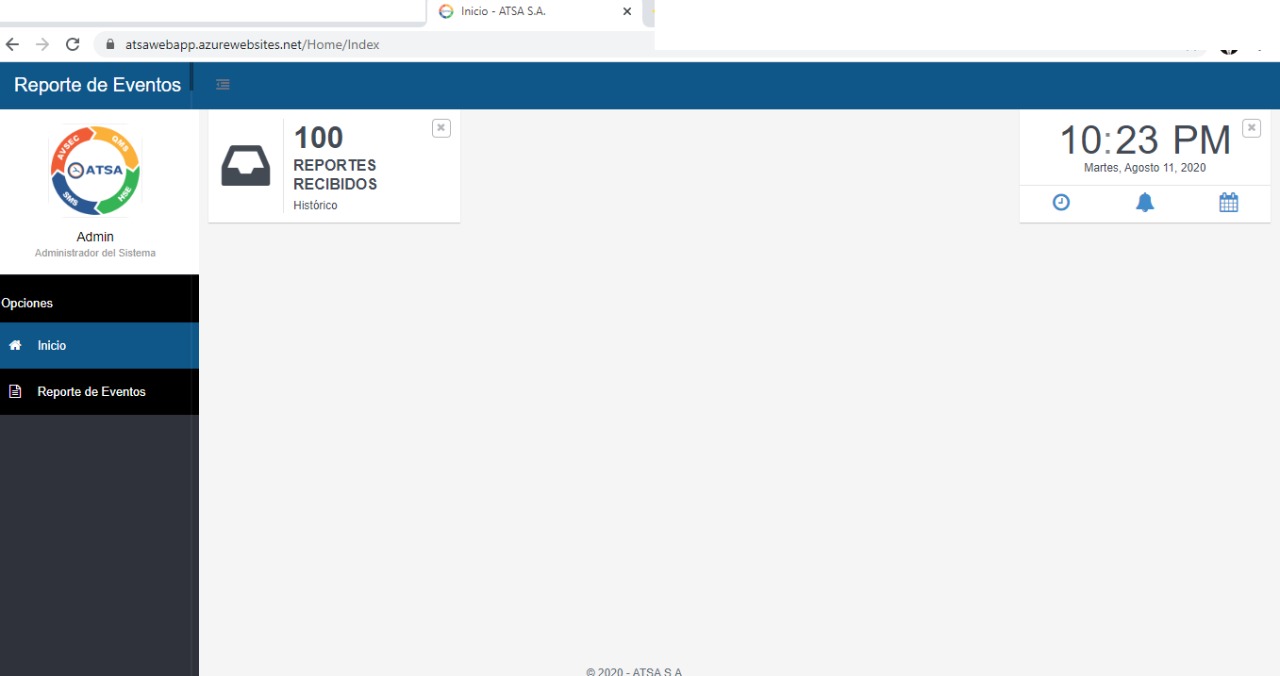 Inicio - ATSA S.A.
atsawebapp.azurewebsites.net/Home/Index
Reporte de Eventos
AVSEC
QMS
ATSA
SMS
HSE
Admin
Administrador del Sistema
Opciones
Inicio
Reporte de Eventos
100
REPORTES
RECIBIDOS
Histórico
10:23 PM
Martes, Agosto 11, 2020
© 2020 - ATSA S.A